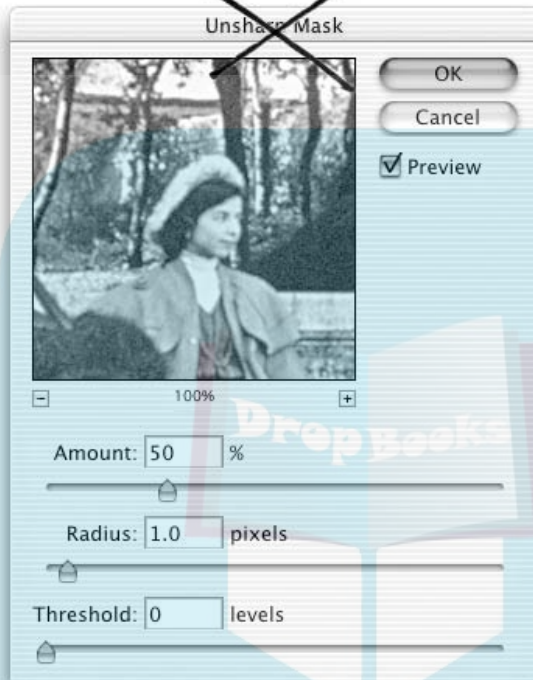 Unsharp Mask
OK
Cancel
Preview
100%
DropBooks
Amount: 50 %
Radius: 1.0 pixels
Threshold: 0 levels